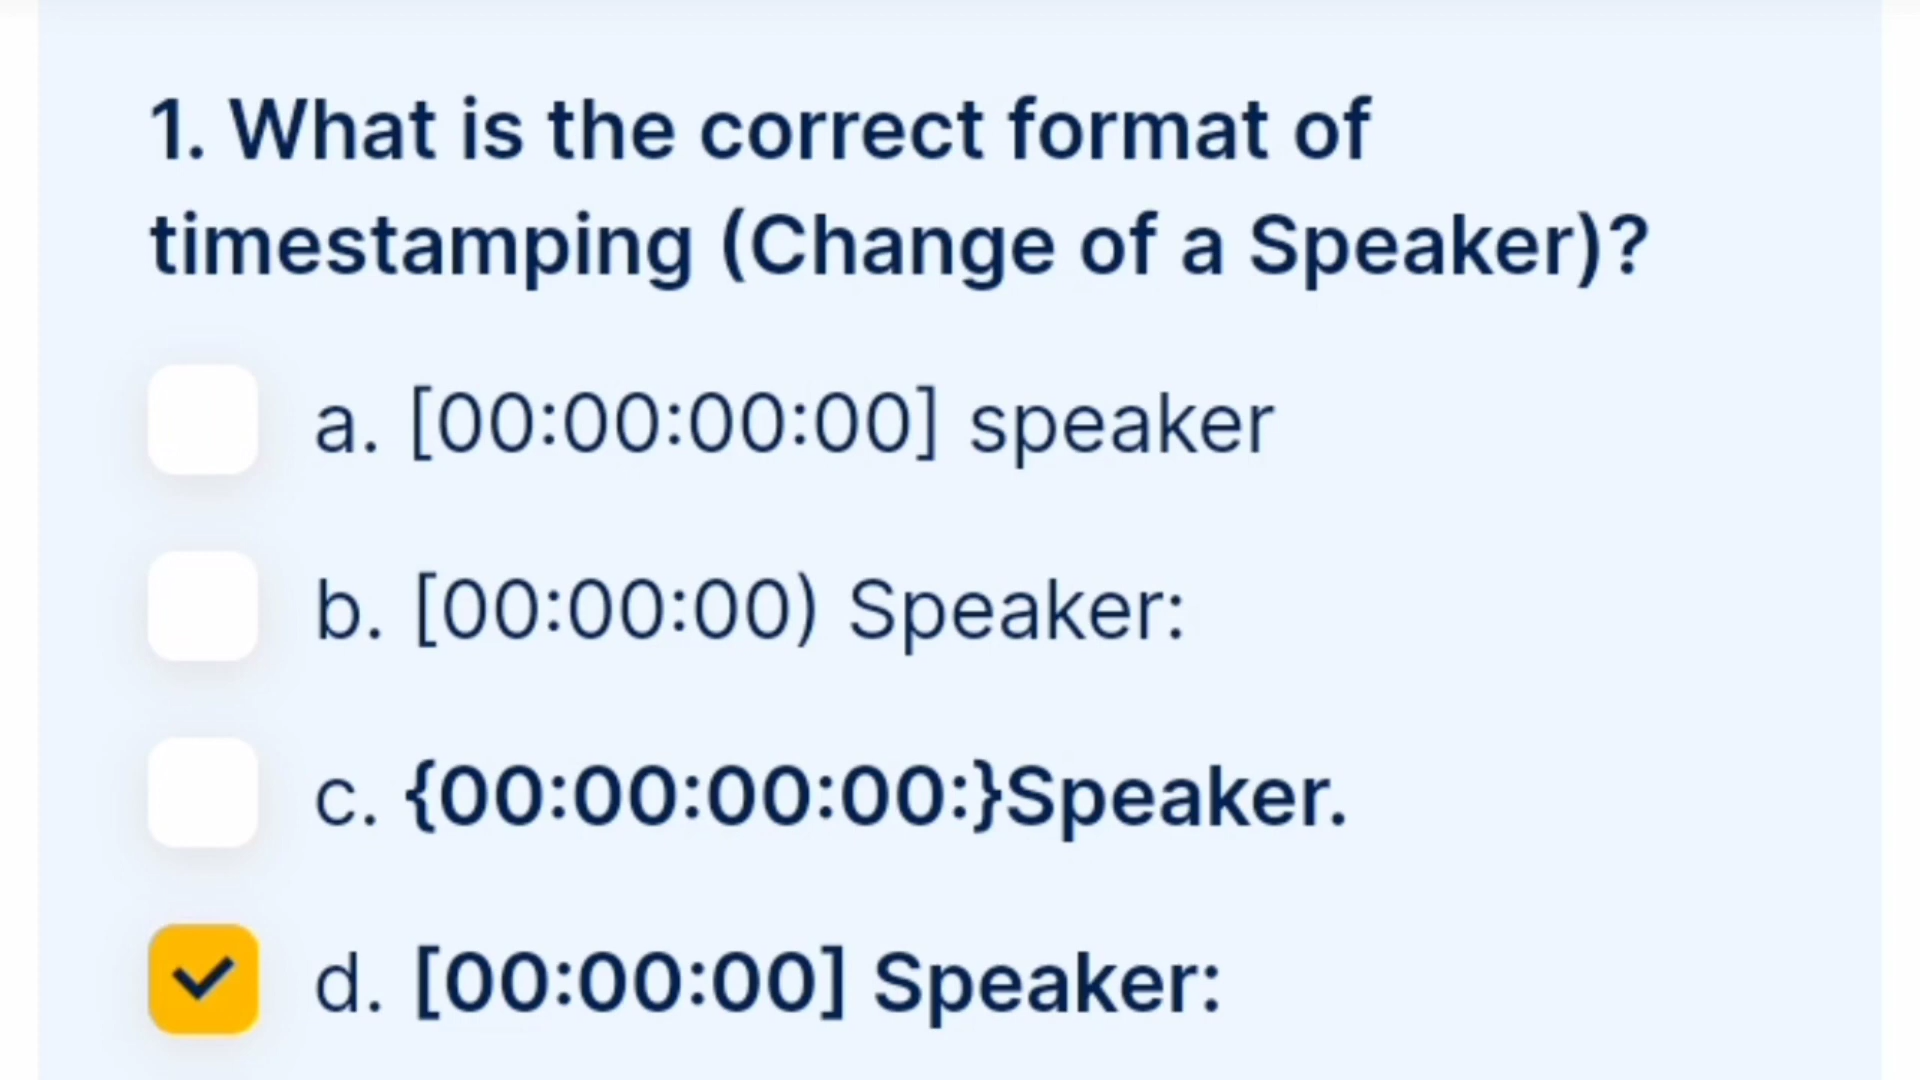 1. What is the correct format of
timestamping (Change of a Speaker)?
a. [00:00:00:00] speaker
b. [00:00:00) Speaker:
c. {00:00:00:00:}Speaker.
d. [00:00:00] Speaker: